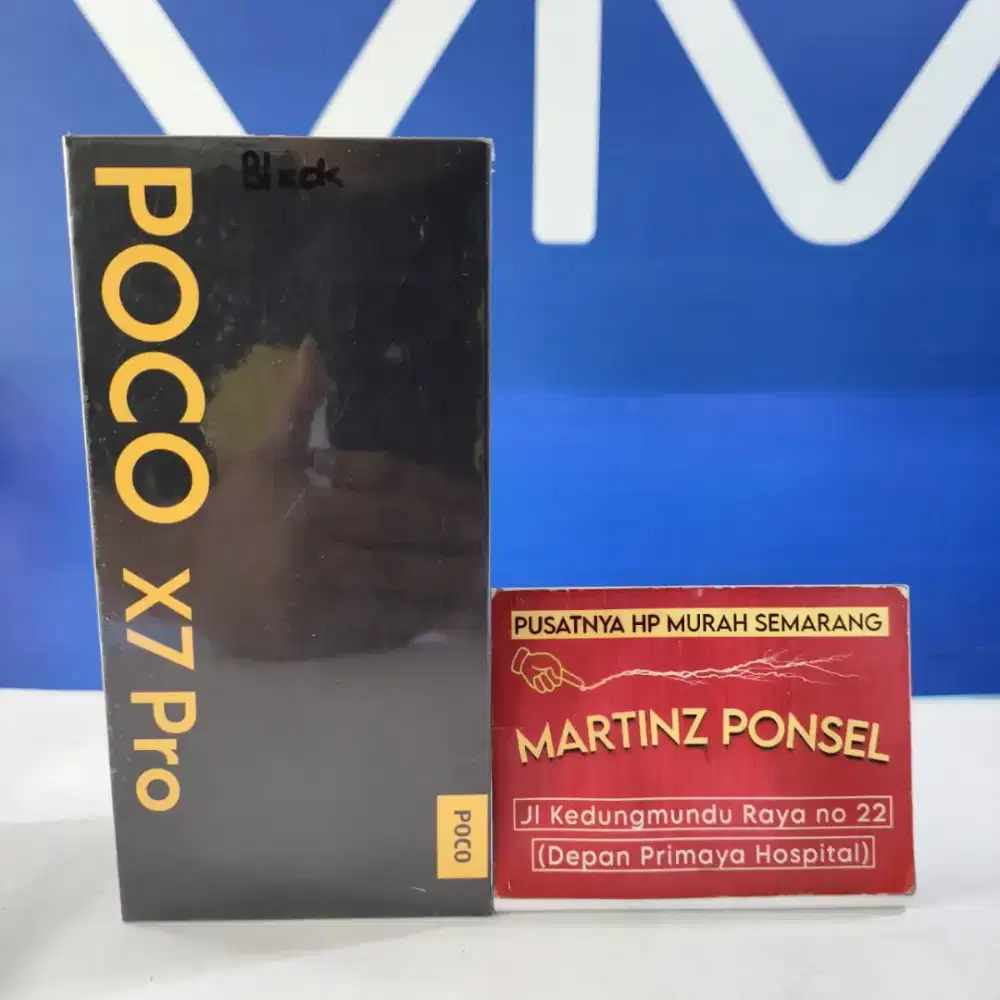 Black
POCO X7 Pro
POCO
PUSATNYA HP MURAH SEMARANG
MARTINZ PONSEL
Jl Kedungmundu Raya no 22
(Depan Primaya Hospital)